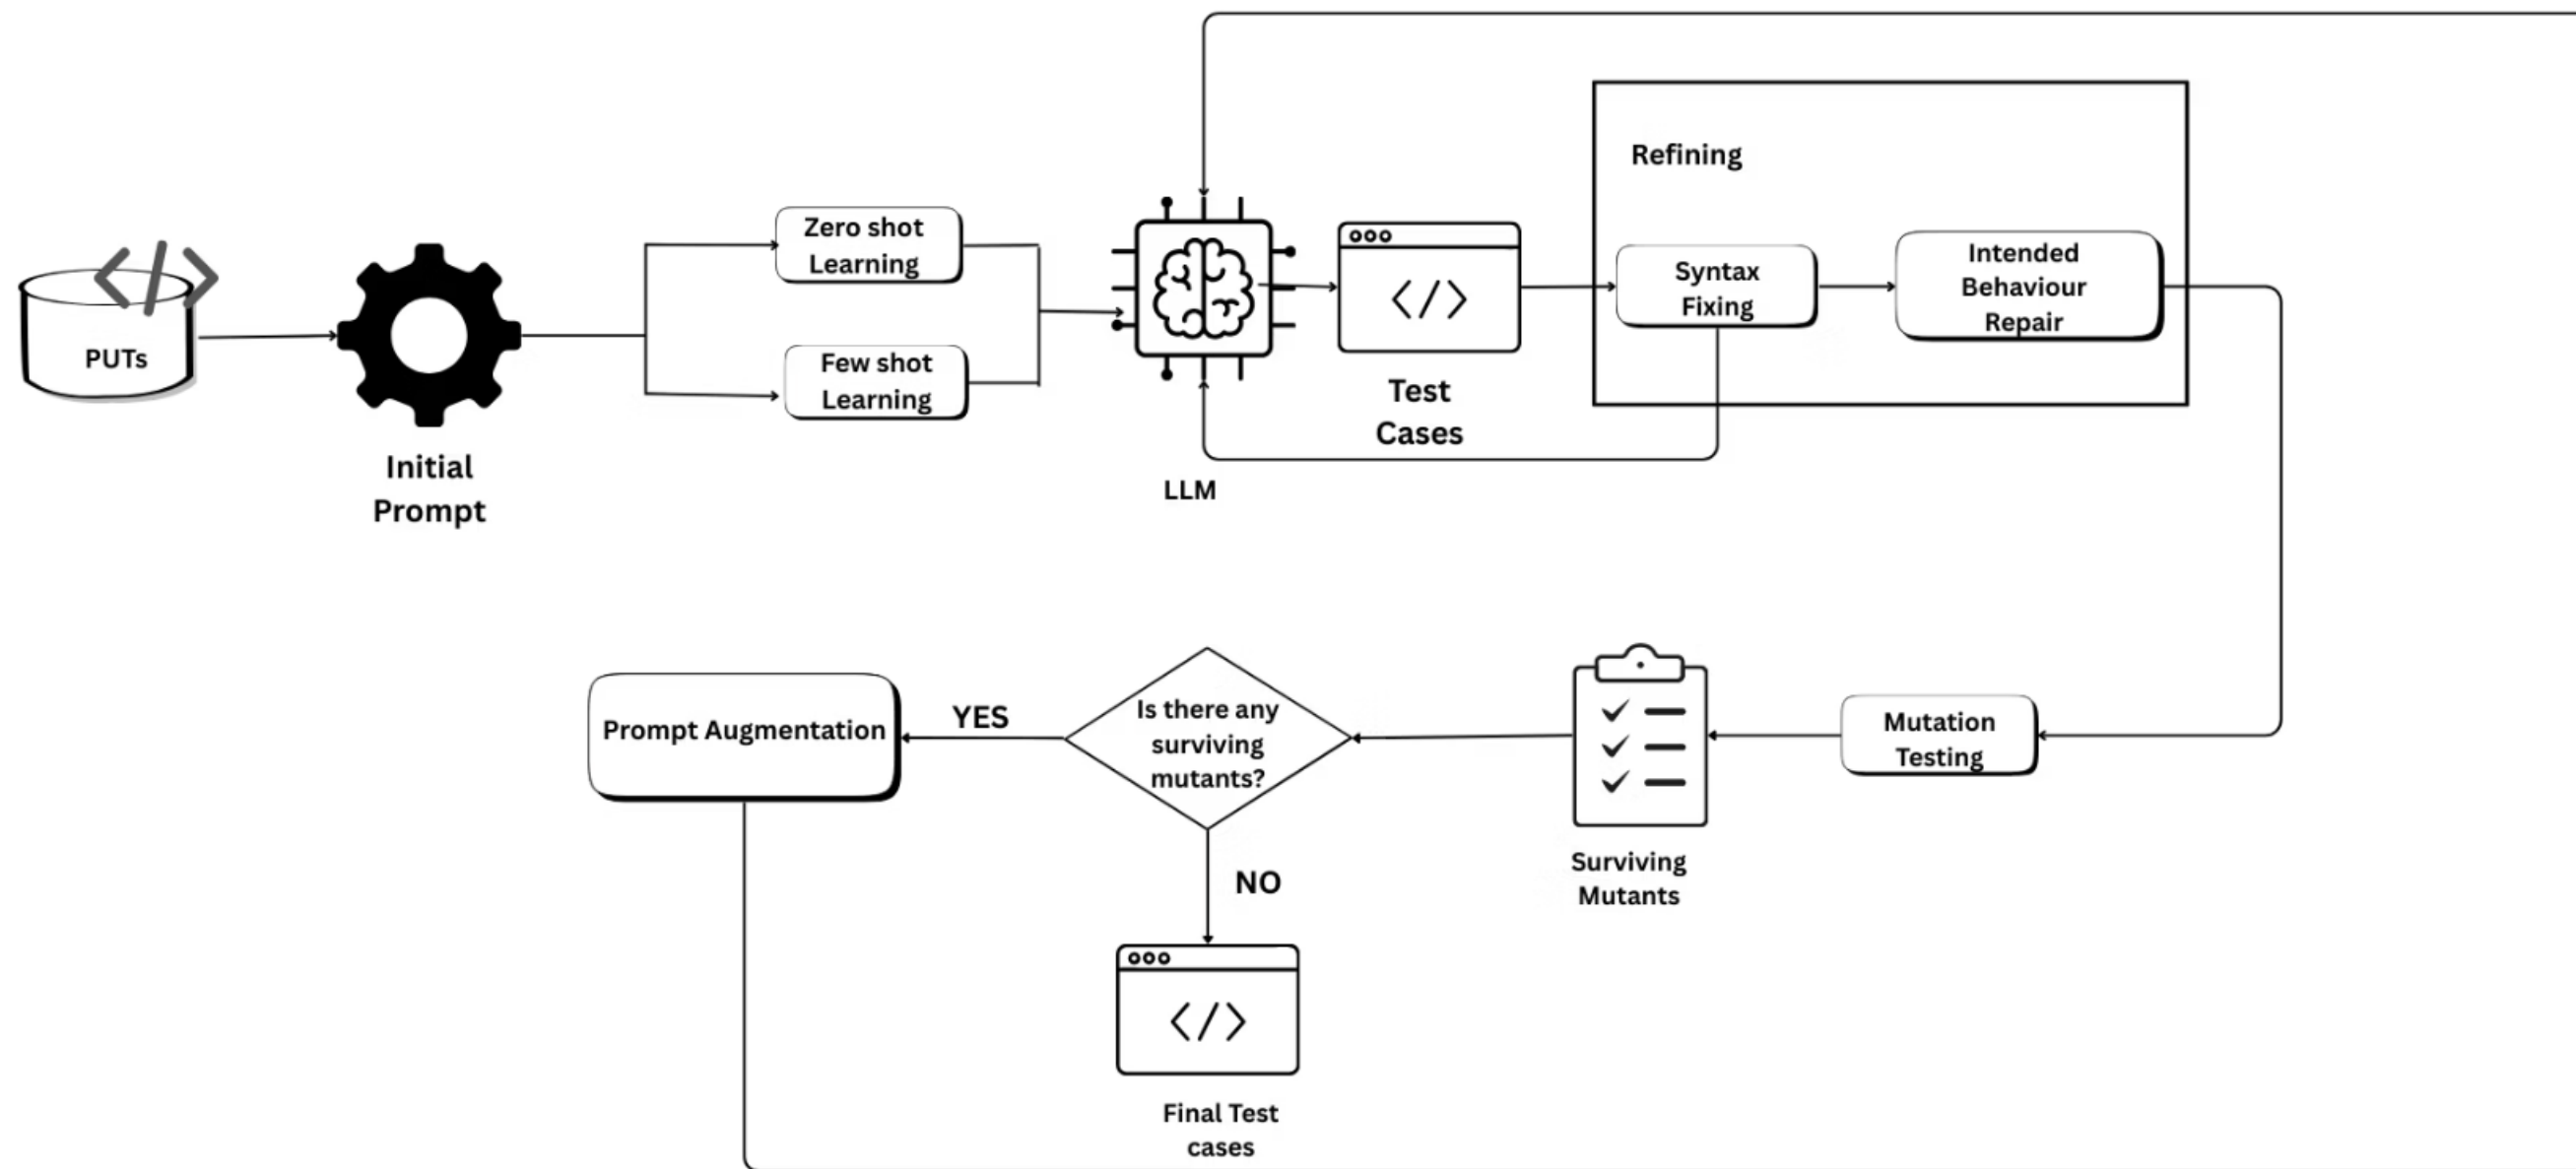 Refining
Zero shot
Learning
Intended
Behaviour
Repair
Syntax
Fixing
PUTs
Few shot
Learning
</>
Test
Cases
Initial
Prompt
LLM
Prompt Augmentation
YES
Is there any
surviving
mutants?
Mutation
Testing
Surviving
Mutants
NO
</>
Final Test
cases